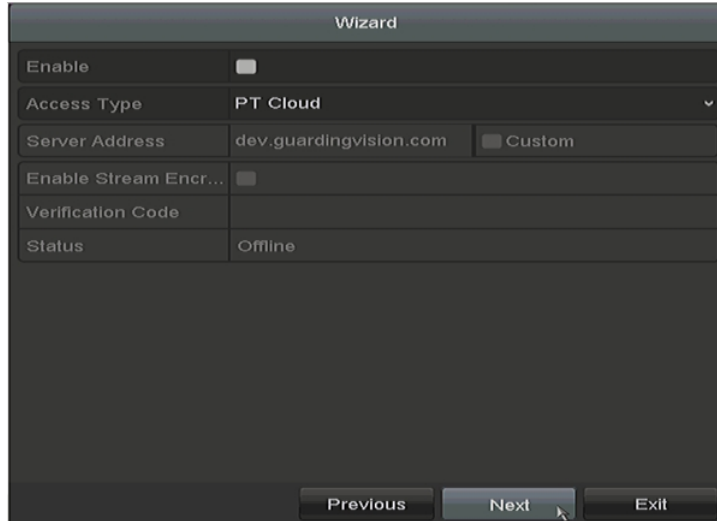 Wizard
Enable
Access Type PT Cloud
Server Address dev.guardingvision.com Custom
Enable Stream Encr...
Verification Code
Status Offline
Previous Next Exit